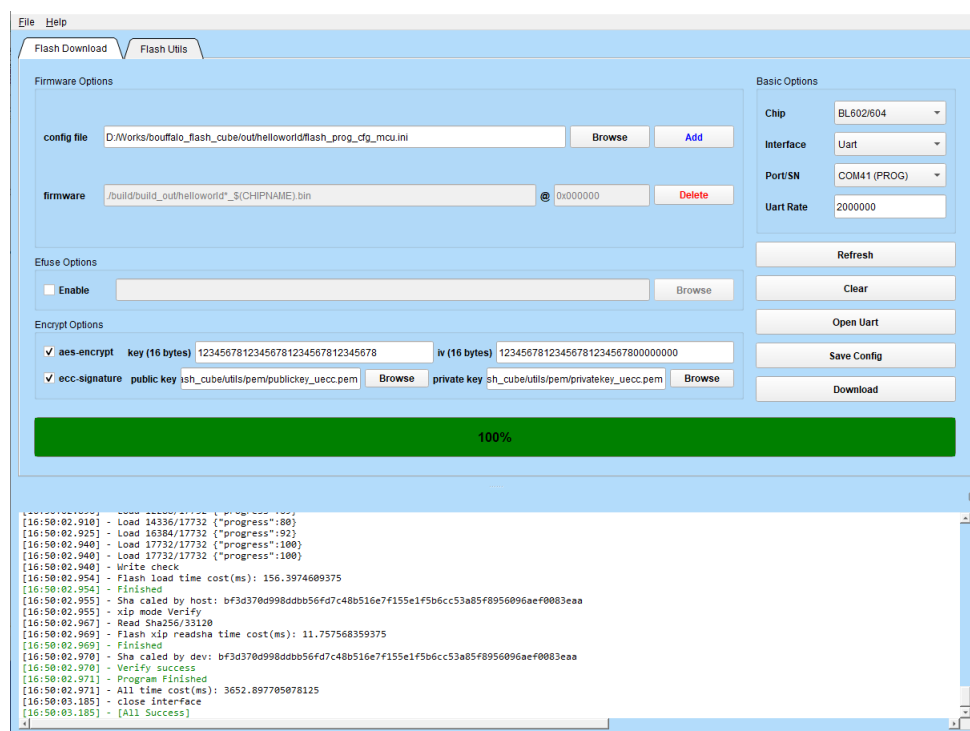 File Help
Flash Download Flash Utils
Firmware Options
config file D:/Works/bouffalo_flash_cube/out/helloworld/flash_prog_cfg_mcu.ini Browse Add
firmware ./build/build_out/helloworld*_$(CHIPNAME).bin @ 0x000000 Delete
Efuse Options
Enable Browse
Encrypt Options
aes-encrypt key (16 bytes) 12345678123456781234567812345678 iv (16 bytes) 12345678123456781234567800000000
ecc-signature public key ash_cube/utils/pem/publickey_uecc.pem Browse private key sh_cube/utils/pem/privatekey_uecc.pem Browse
Basic Options
Chip BL602/604
Interface Uart
Port/SN COM41 (PROG)
Uart Rate 2000000
Refresh
Clear
Open Uart
Save Config
Download
100%
[16:50:02.910] - Load 14336/17732 {"progress":80}
[16:50:02.925] - Load 16384/17732 {"progress":92}
[16:50:02.940] - Load 17732/17732 {"progress":100}
[16:50:02.940] - Load 17732/17732 {"progress":100}
[16:50:02.940] - Write check
[16:50:02.954] - Flash load time cost(ms): 156.3974609375
[16:50:02.954] - Finished
[16:50:02.955] - Sha caled by host: bf3d370d998ddbb56fd7c48b516e7f155e1f5b6cc53a85f8956096aef0083eaa
[16:50:02.955] - xip mode Verify
[16:50:02.967] - Read Sha256/33120
[16:50:02.969] - Flash xip readsha time cost(ms): 11.757568359375
[16:50:02.969] - Finished
[16:50:02.970] - Sha caled by dev: bf3d370d998ddbb56fd7c48b516e7f155e1f5b6cc53a85f8956096aef0083eaa
[16:50:02.970] - Verify success
[16:50:02.971] - Program Finished
[16:50:02.971] - All time cost(ms): 3652.897705078125
[16:50:03.185] - close interface
[16:50:03.185] - [All Success]